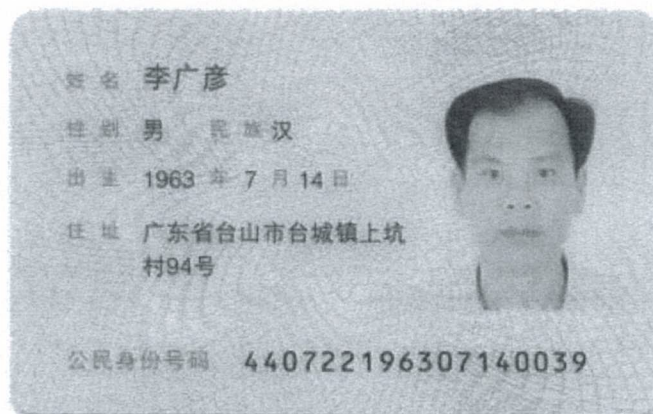 姓名 李广彦
性别 男 民族 汉
出生 1963 年 7 月 14 日
住址 广东省台山市台城镇上坑
村94号
公民身份号码 440722196307140039